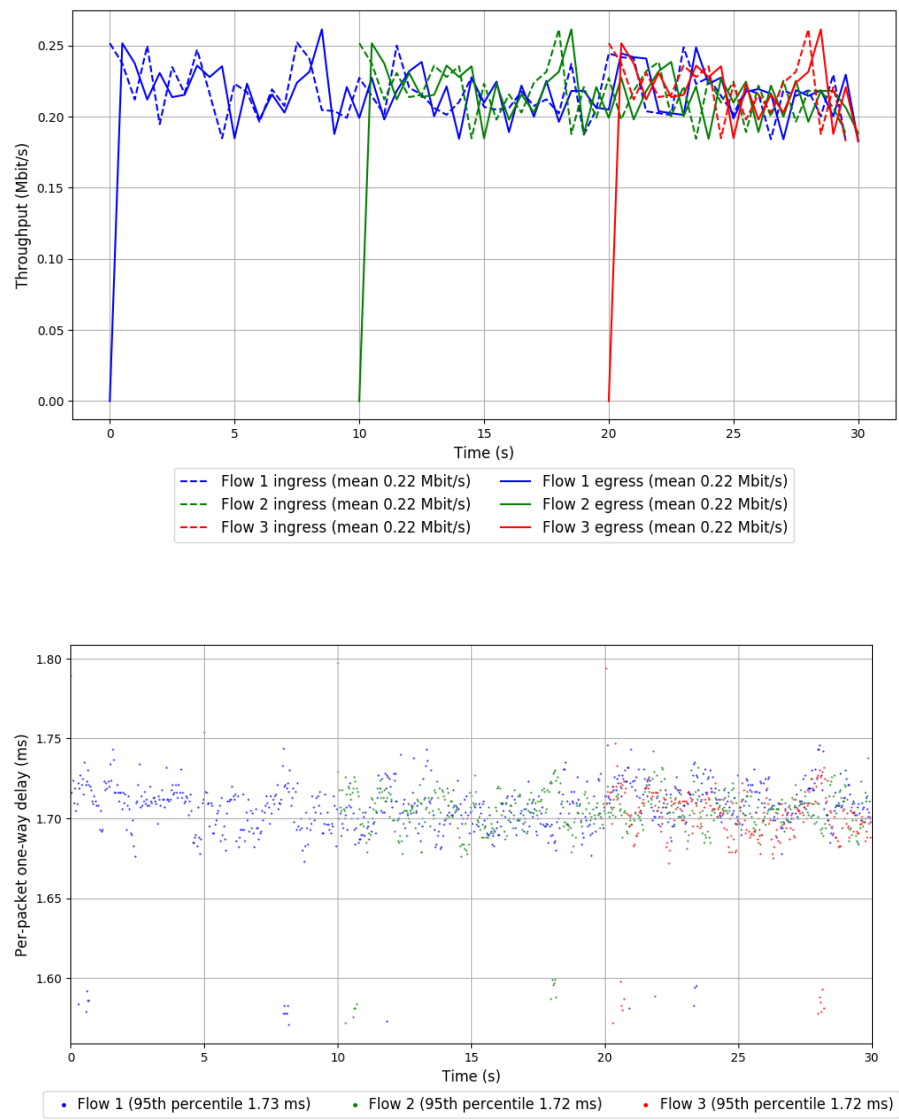 0.25
0.20
0.15
0.10
0.05
0.00
Throughput (Mbit/s)
0 5 10 15 20 25 30
Time (s)
Flow 1 ingress (mean 0.22 Mbit/s) Flow 1 egress (mean 0.22 Mbit/s)
Flow 2 ingress (mean 0.22 Mbit/s) Flow 2 egress (mean 0.22 Mbit/s)
Flow 3 ingress (mean 0.22 Mbit/s) Flow 3 egress (mean 0.22 Mbit/s)
1.80
1.75
1.70
1.65
1.60
Per-packet one-way delay (ms)
0 5 10 15 20 25 30
Time (s)
Flow 1 (95th percentile 1.73 ms) Flow 2 (95th percentile 1.72 ms) Flow 3 (95th percentile 1.72 ms)